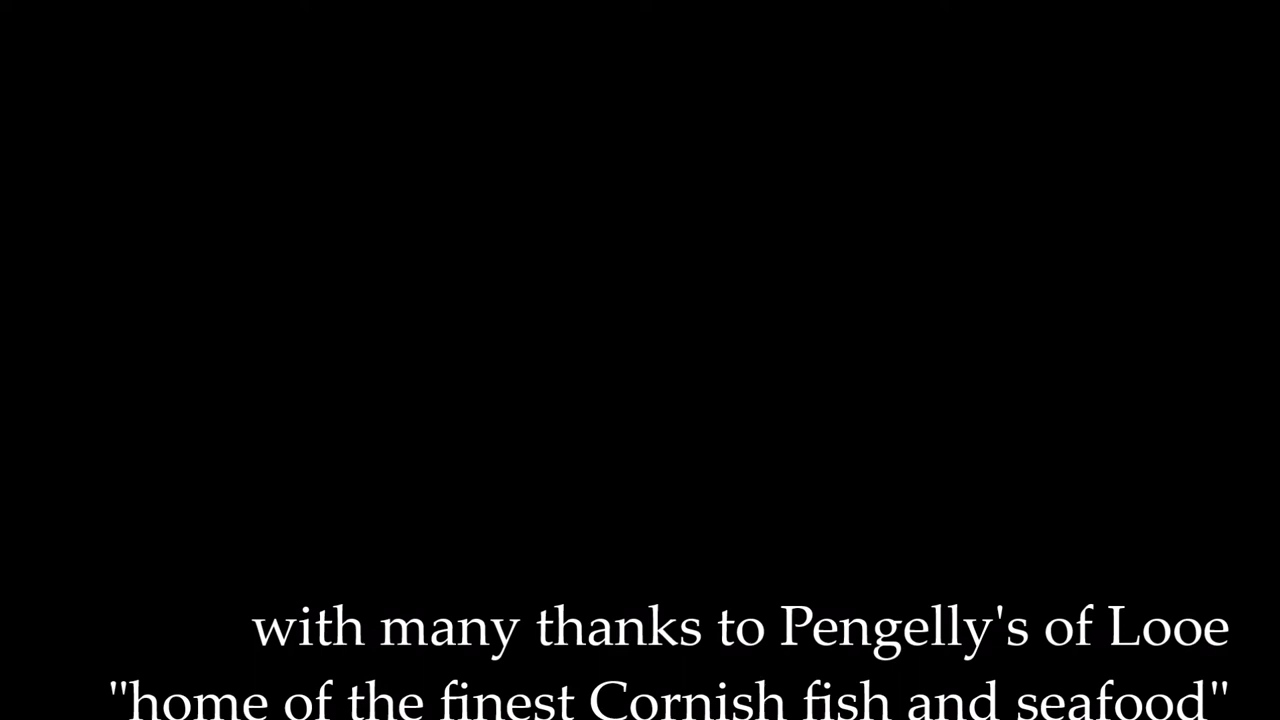 with many thanks to Pengelly's of Looe
"home of the finest Cornish fish and seafood"